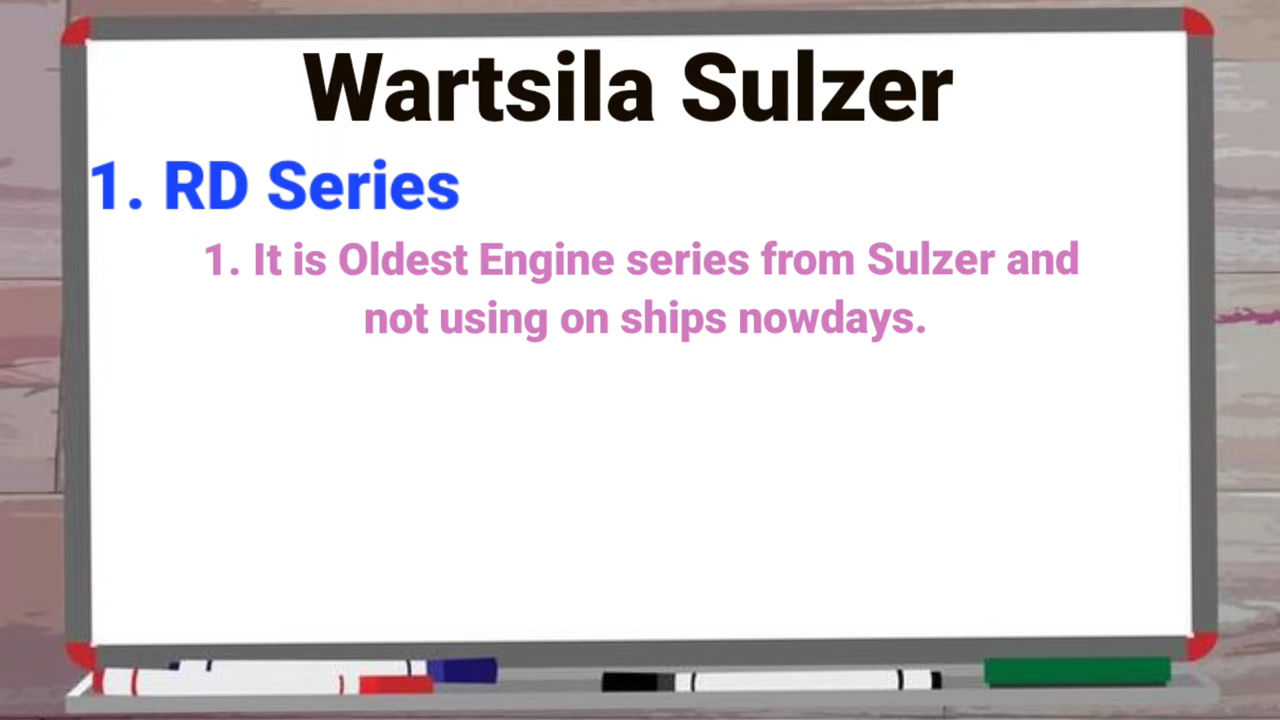 Wartsila Sulzer
1. RD Series
1. It is Oldest Engine series from Sulzer and
not using on ships nowdays.